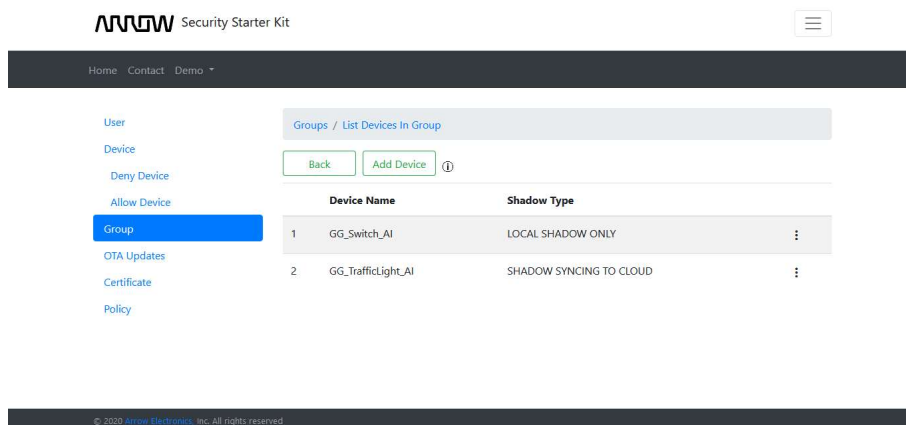 ARROW Security Starter Kit
Home Contact Demo
User
Device
Deny Device
Allow Device
Group
OTA Updates
Certificate
Policy
Groups / List Devices In Group
Back Add Device
Device Name Shadow Type
1 GG_Switch_AI LOCAL SHADOW ONLY
2 GG_TrafficLight_AI SHADOW SYNCING TO CLOUD
© 2020 Arrow Electronics, Inc. All rights reserved